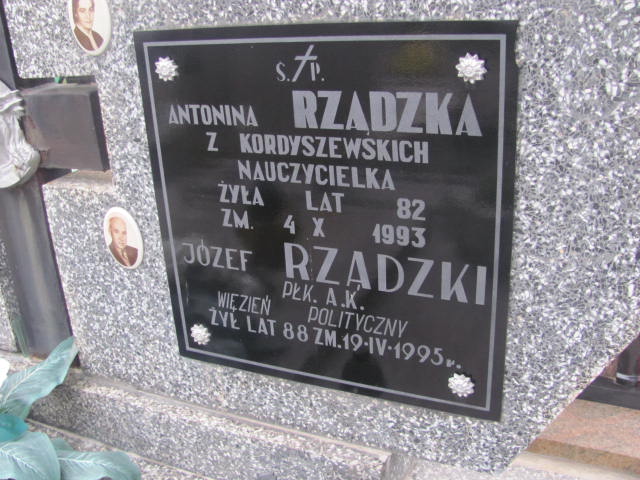 Ś. P.
ANTONINA RZĄDZKA
Z KORDYSZEWSKICH
NAUCZYCIELKA
ŻYŁA LAT 82
ZM. 4 X 1993
JÓZEF RZĄDZKI
PŁK. A.K.
WIĘZIEŃ POLITYCZNY
ŻYŁ LAT 88 ZM.19·IV·1995 r.